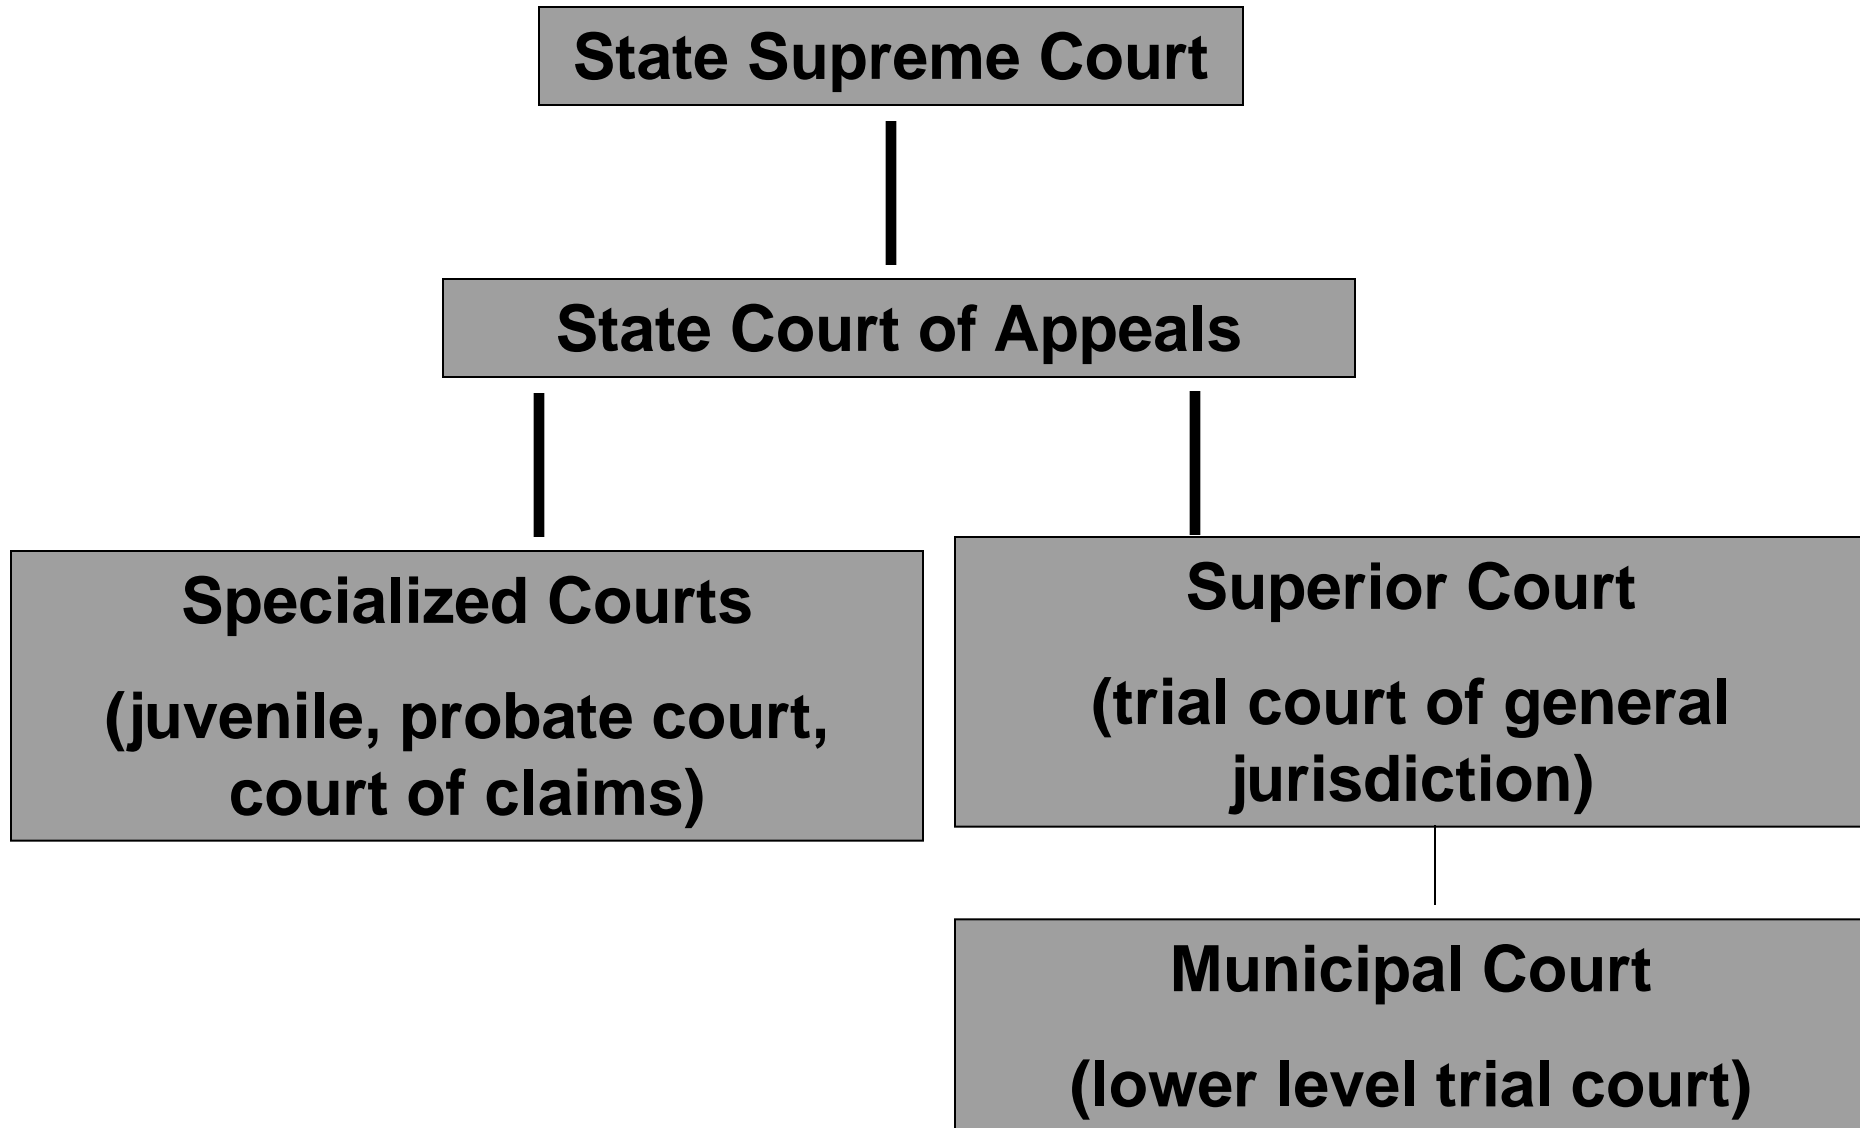 State Supreme Court
State Court of Appeals
Specialized Courts
(juvenile, probate court,
court of claims)
Superior Court
(trial court of general
jurisdiction)
Municipal Court
(lower level trial court)